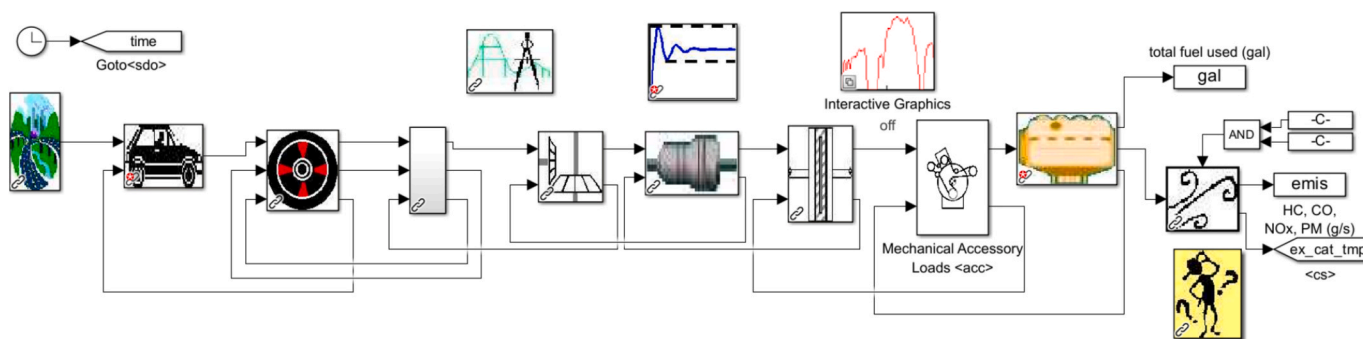 time
Goto<sdo>
Interactive Graphics
off
Mechanical Accessory
Loads <acc>
total fuel used (gal)
gal
AND
-C-
-C-
emis
HC, CO,
NOx, PM (g/s)
ex_cat_tmp
<cs>
? ?